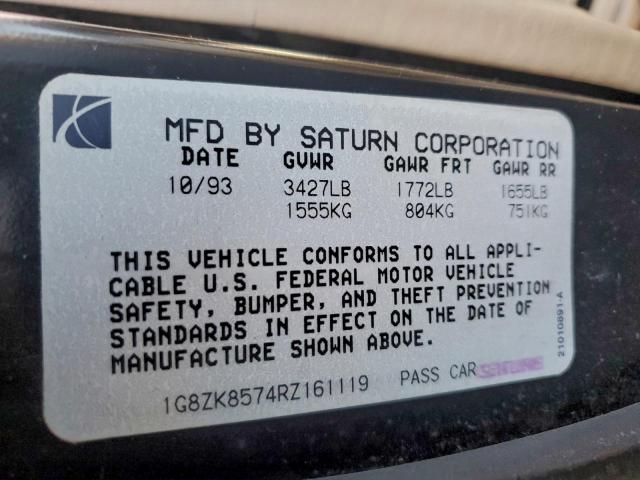 MFD BY SATURN CORPORATION
DATE GVWR GAWR FRT GAWR RR
10/93 3427LB 1772LB 1655LB
1555KG 804KG 751KG
THIS VEHICLE CONFORMS TO ALL APPLI-
CABLE U.S. FEDERAL MOTOR VEHICLE
SAFETY, BUMPER, AND THEFT PREVENTION
STANDARDS IN EFFECT ON THE DATE OF
MANUFACTURE SHOWN ABOVE.
1G8ZK8574RZ161119 PASS CAR
21010891-A